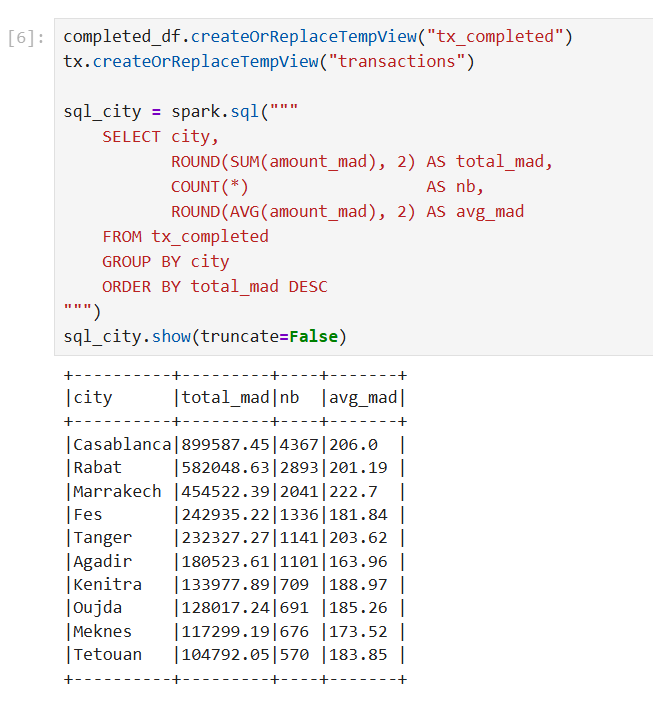 [6]: completed_df.createOrReplaceTempView("tx_completed")
tx.createOrReplaceTempView("transactions")

sql_city = spark.sql("""
    SELECT city,
           ROUND(SUM(amount_mad), 2) AS total_mad,
           COUNT(*)                  AS nb,
           ROUND(AVG(amount_mad), 2) AS avg_mad
    FROM tx_completed
    GROUP BY city
    ORDER BY total_mad DESC
""")
sql_city.show(truncate=False)
+----------+---------+----+-------+
|city      |total_mad|nb  |avg_mad|
+----------+---------+----+-------+
|Casablanca|899587.45|4367|206.0  |
|Rabat     |582048.63|2893|201.19 |
|Marrakech |454522.39|2041|222.7  |
|Fes       |242935.22|1336|181.84 |
|Tanger    |232327.27|1141|203.62 |
|Agadir    |180523.61|1101|163.96 |
|Kenitra   |133977.89|709 |188.97 |
|Oujda     |128017.24|691 |185.26 |
|Meknes    |117299.19|676 |173.52 |
|Tetouan   |104792.05|570 |183.85 |
+----------+---------+----+-------+